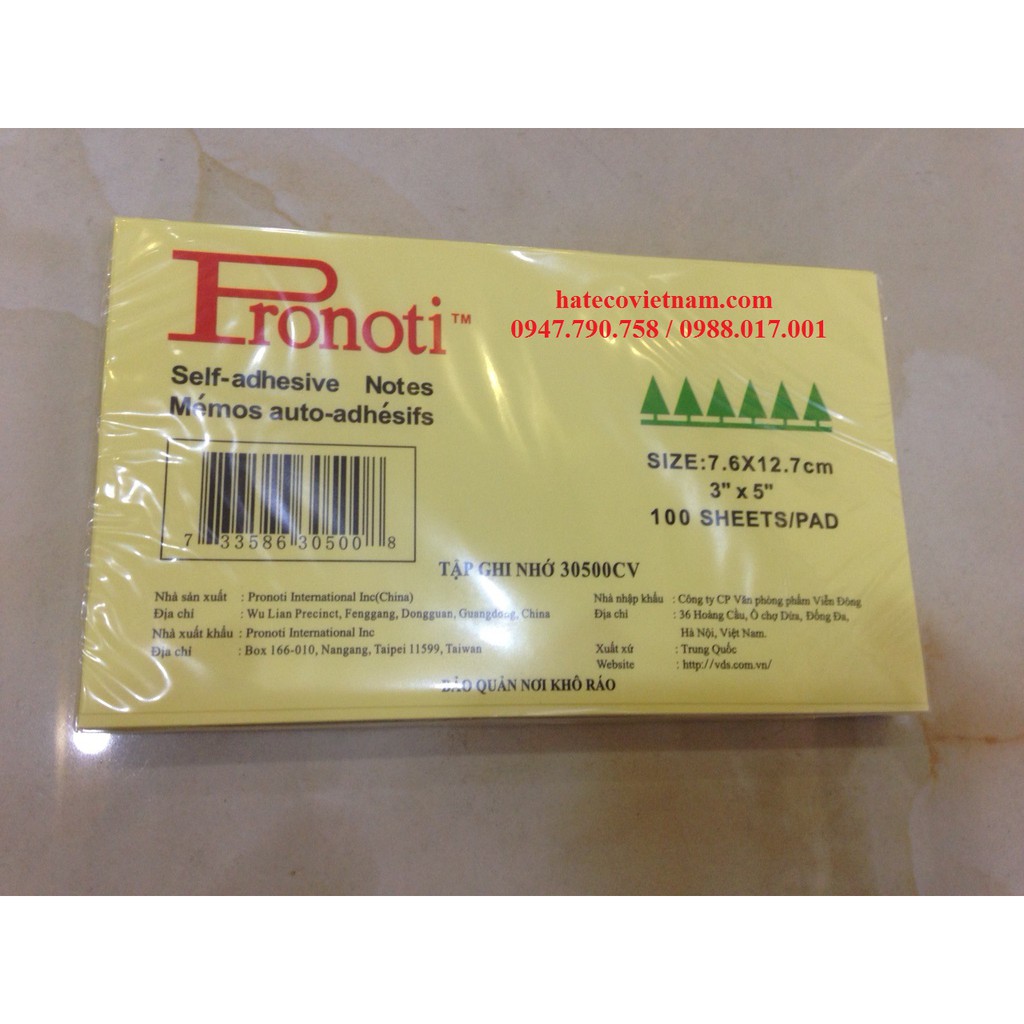 Pronoti™
hatecovietnam.com
0947.790.758 / 0988.017.001
Self-adhesive Notes
Mémos auto-adhésifs
7 33586 30500 8
SIZE:7.6X12.7cm
3" x 5"
100 SHEETS/PAD
TẬP GHI NHỚ 30500CV
Nhà sản xuất : Pronoti International Inc(China)
Địa chỉ : Wu Lian Precinct, Fenggang, Dongguan, Guangdong, China
Nhà xuất khẩu : Pronoti International Inc
Địa chỉ : Box 166-010, Nangang, Taipei 11599, Taiwan
Nhà nhập khẩu : Công ty CP Văn phòng phẩm Viễn Đông
Địa chỉ : 36 Hoàng Cầu, Ô chợ Dừa, Đống Đa,
Hà Nội, Việt Nam.
Xuất xứ : Trung Quốc
Website : http://vds.com.vn/
BẢO QUẢN NƠI KHÔ RÁO